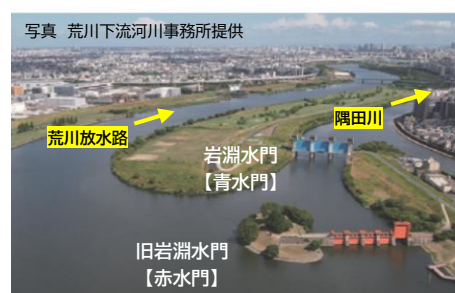 写真 荒川下流河川事務所提供
隅田川
荒川放水路
岩淵水門
【青水門】
旧岩淵水門
【赤水門】